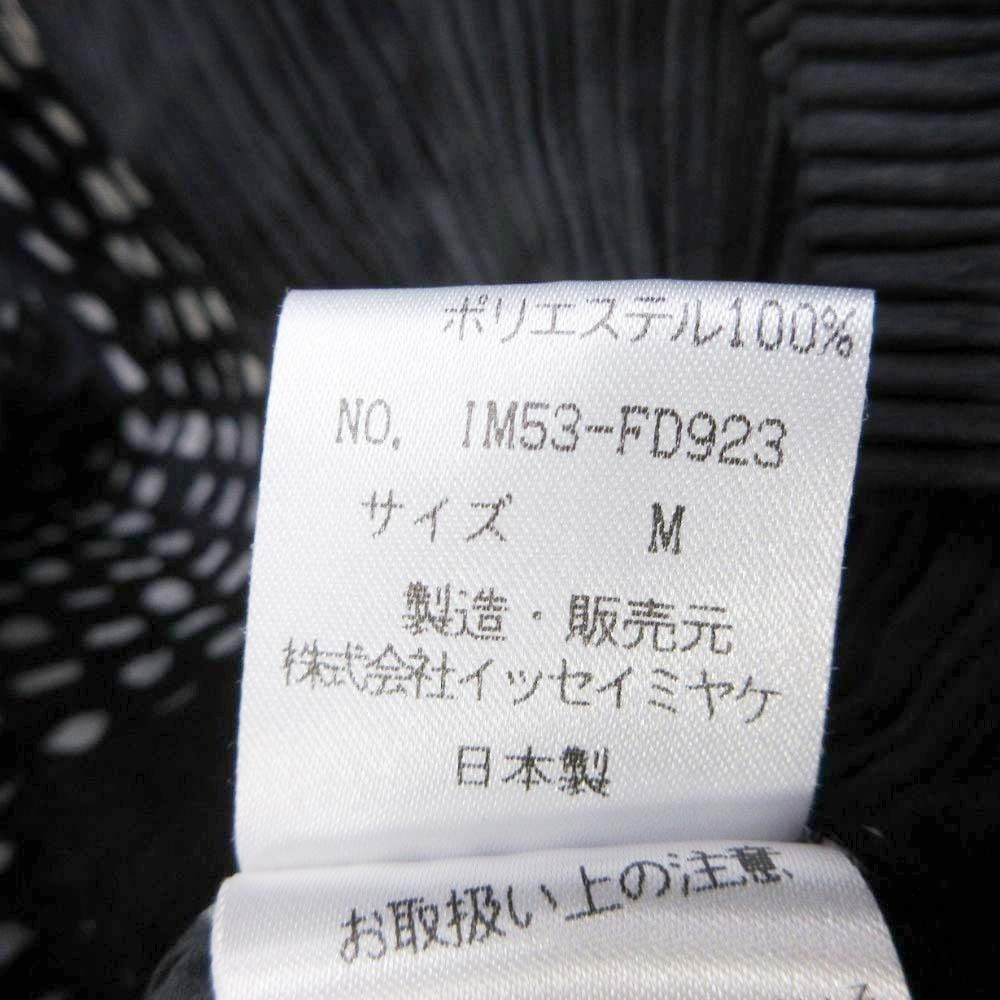 ポリエステル100%
NO. IM53-FD923
サイズ M
製造・販売元
株式会社イッセイミヤケ
日本製
お取扱い上の注意